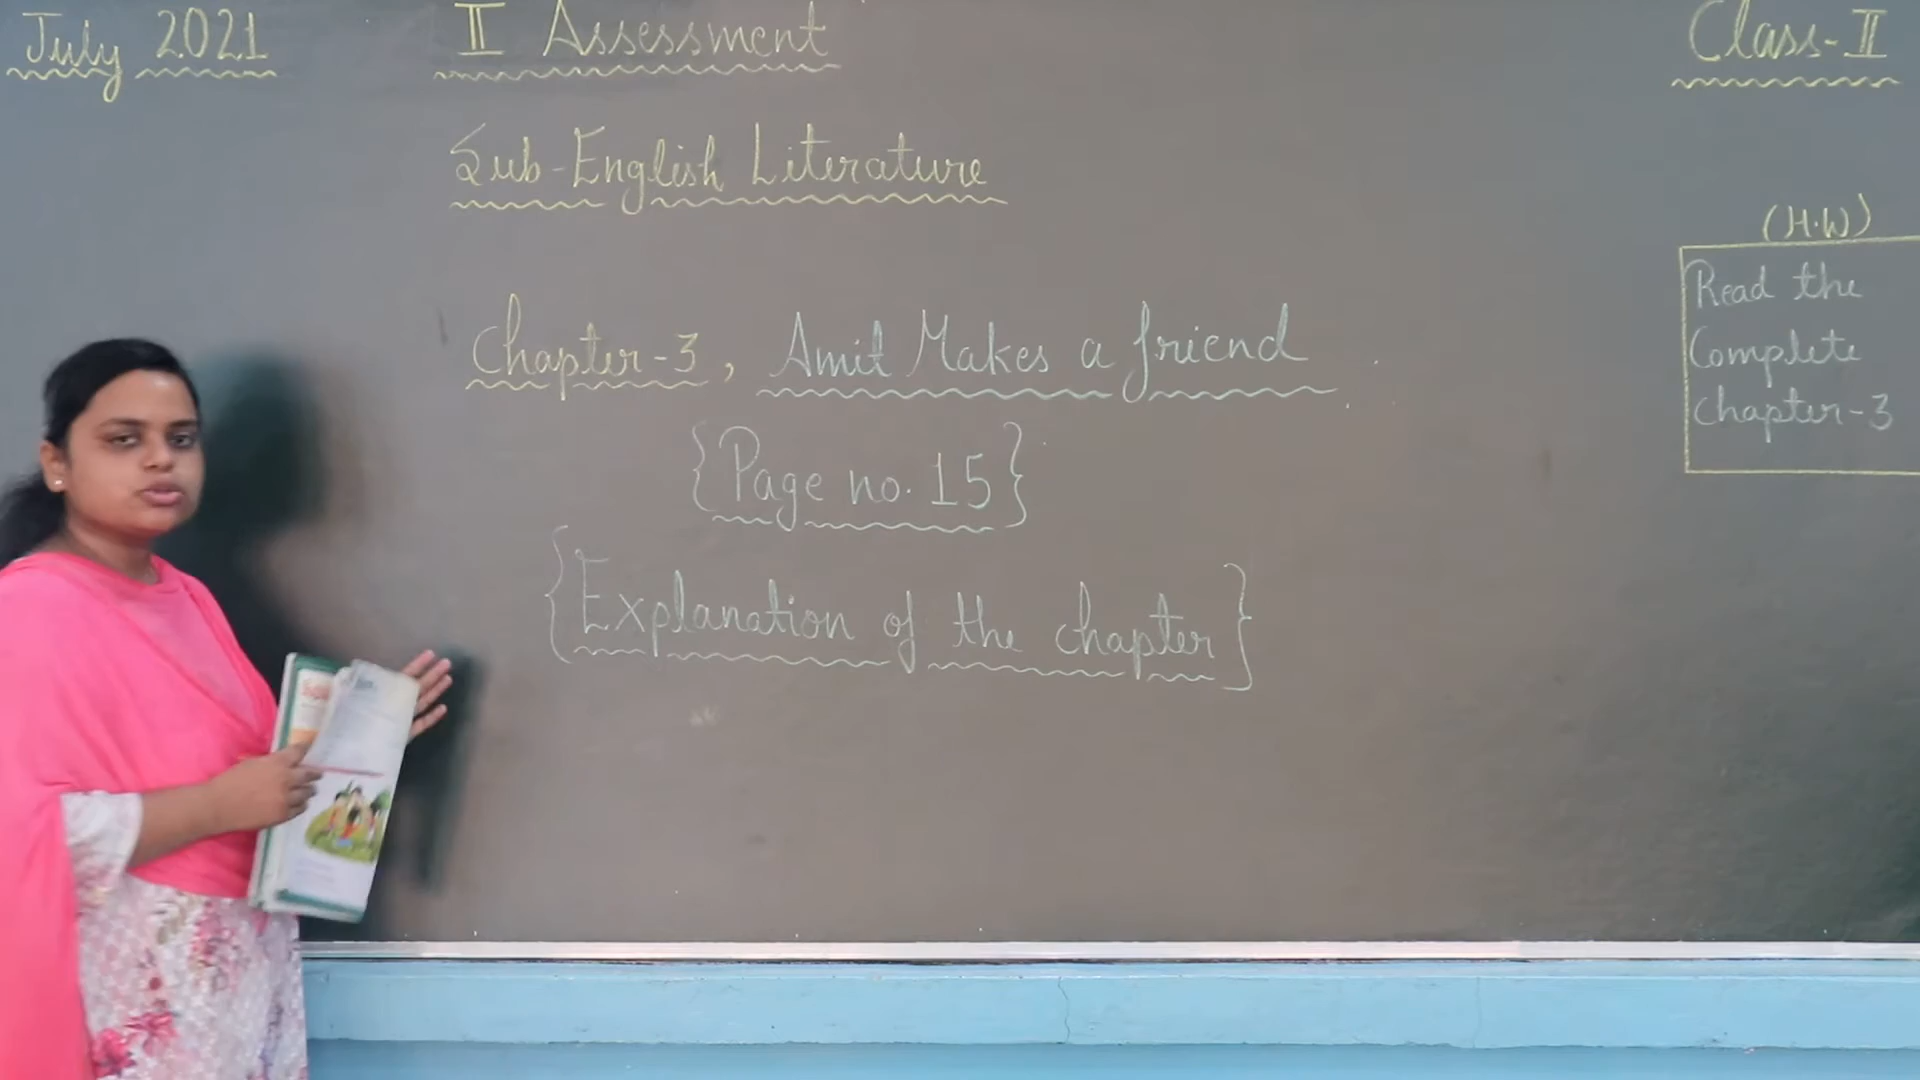 July 2021
II Assessment
Class-II
Sub-English Literature
Chapter-3, Amit Makes a friend
{Page no. 15}
{Explanation of the chapter}
(H.W)
Read the
Complete
chapter-3